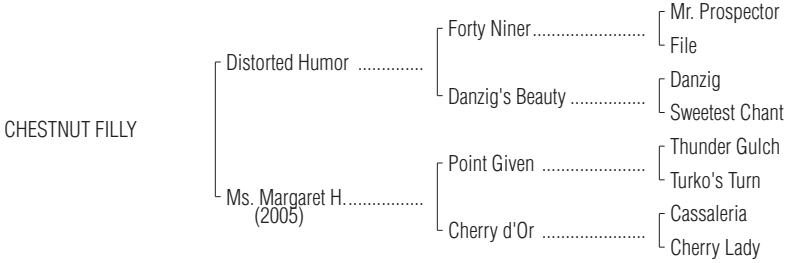 Mr. Prospector
Forty Niner........................
File
Distorted Humor ..............
Danzig
Danzig's Beauty ................
Sweetest Chant
CHESTNUT FILLY
Thunder Gulch
Point Given ......................
Turko's Turn
Ms. Margaret H................
(2005)
Cassaleria
Cherry d'Or ......................
Cherry Lady